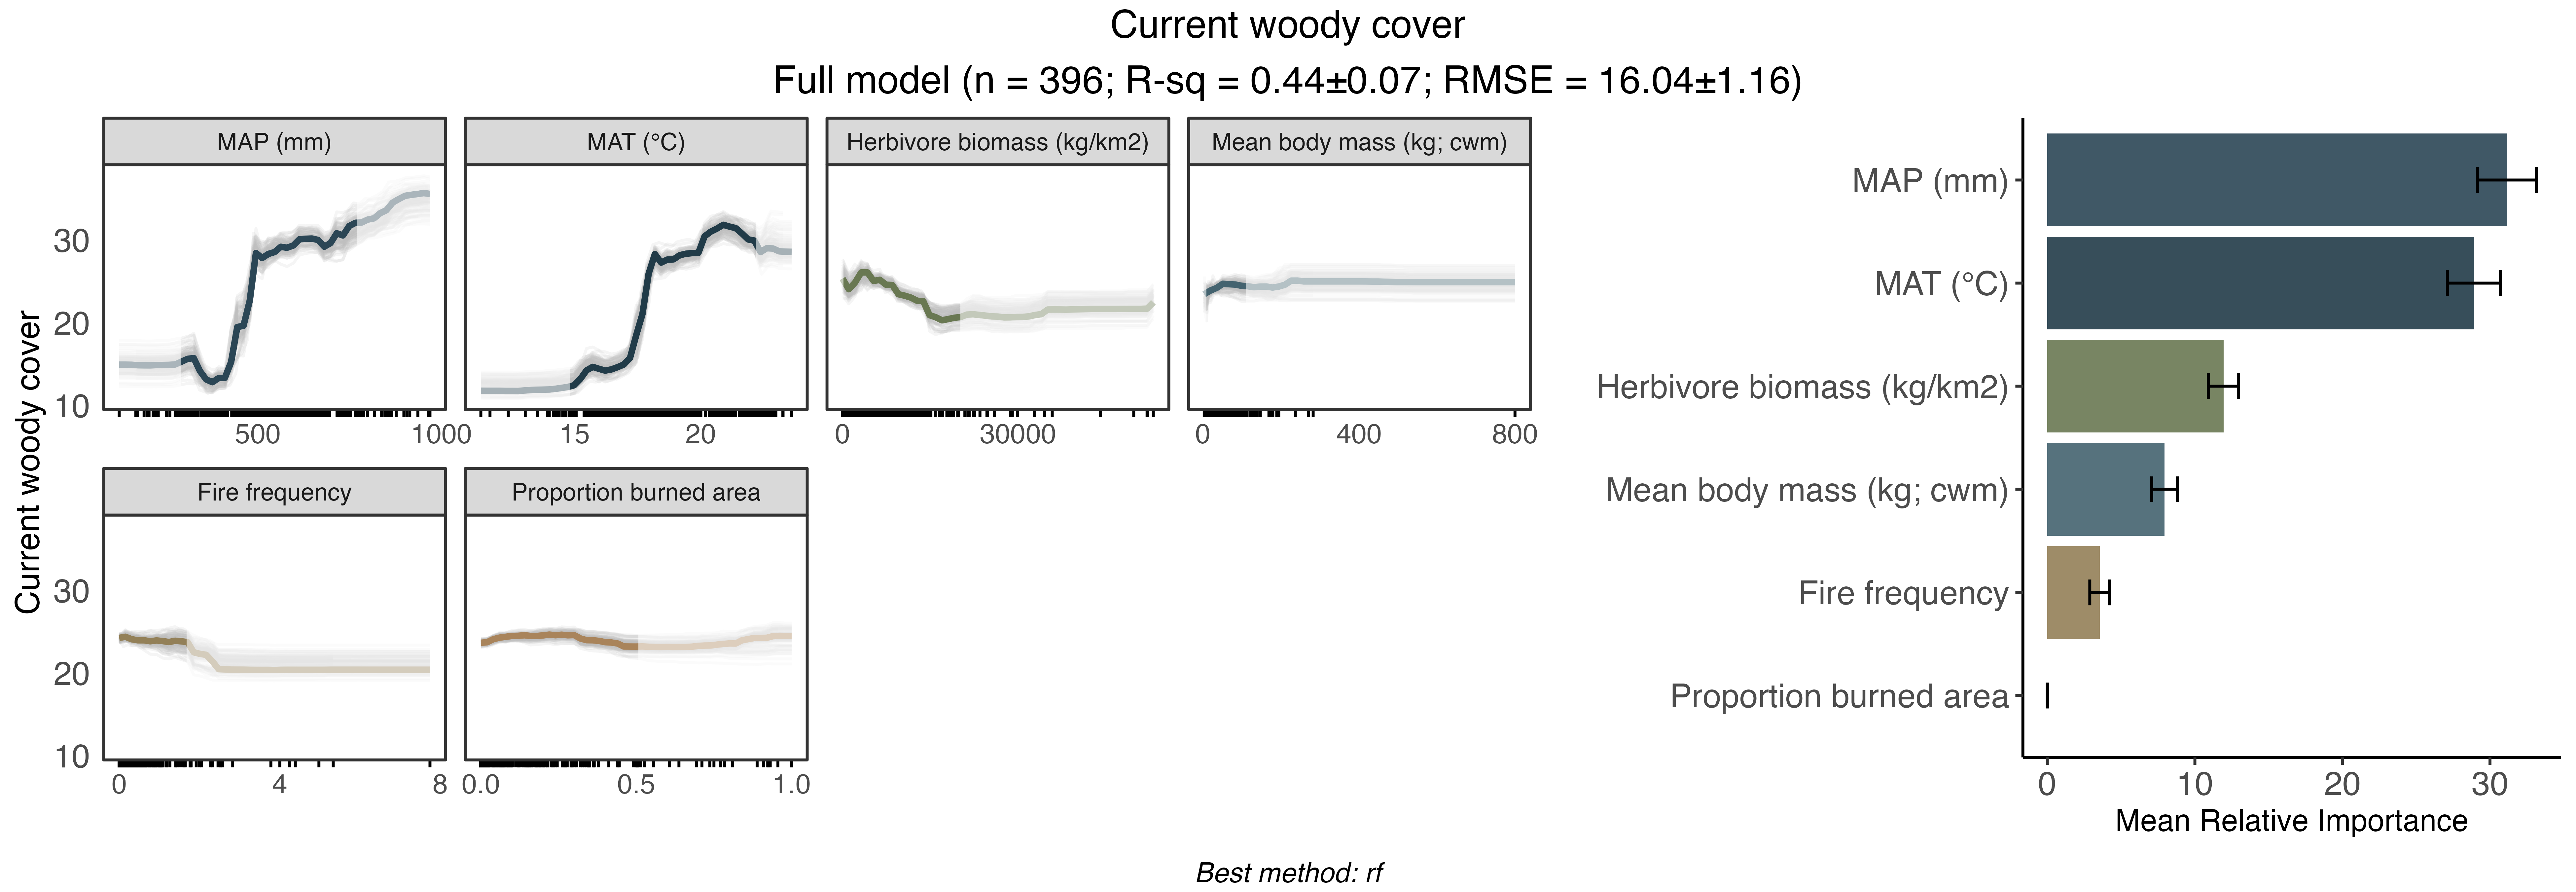 Current woody cover
Full model (n = 396; R-sq = 0.44±0.07; RMSE = 16.04±1.16)
MAP (mm)
MAT (°C)
Herbivore biomass (kg/km2)
Mean body mass (kg; cwm)
Current woody cover
30
20
10
500
1000
15
20
0
30000
0
400
800
Fire frequency
Proportion burned area
30
20
10
0
4
8
0.0
0.5
1.0
MAP (mm)
MAT (°C)
Herbivore biomass (kg/km2)
Mean body mass (kg; cwm)
Fire frequency
Proportion burned area
0
10
20
30
Mean Relative Importance
Best method: rf